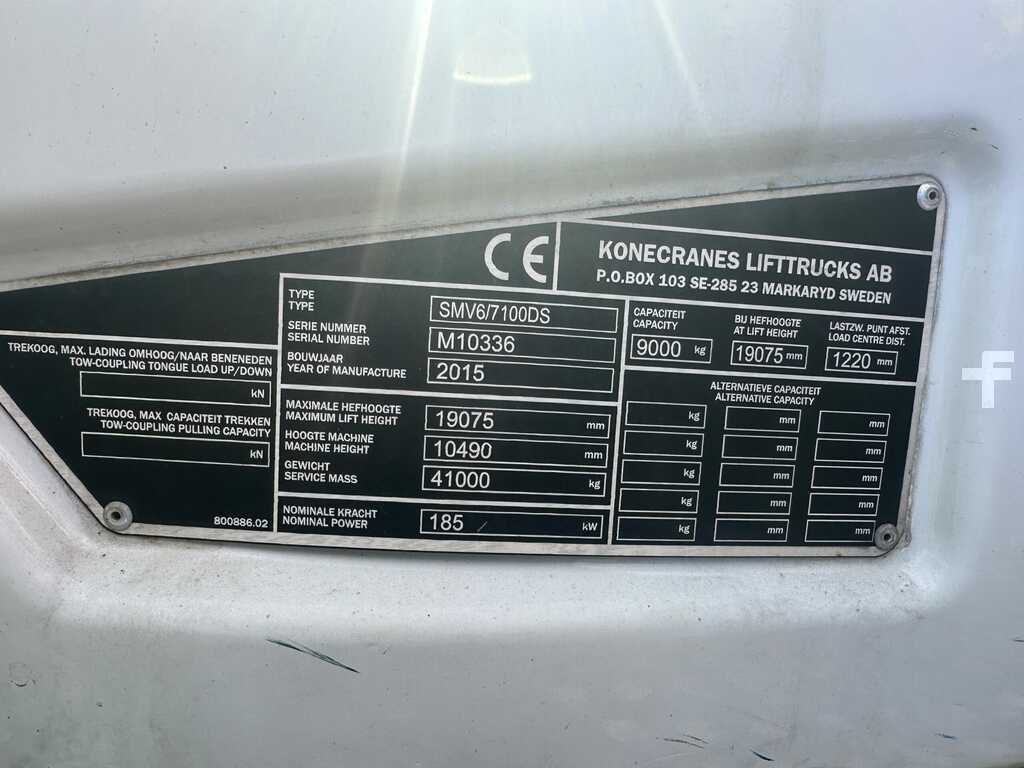 CE
KONECRANES LIFTTRUCKS AB
P.O.BOX 103 SE-285 23 MARKARYD SWEDEN
TREKOOG, MAX. LADING OMHOOG/NAAR BENENEDEN
TOW-COUPLING TONGUE LOAD UP/DOWN
kN
TREKOOG, MAX CAPACITEIT TREKKEN
TOW-COUPLING PULLING CAPACITY
kN
800886.02
TYPE
TYPE
SMV6/7100DS
SERIE NUMMER
SERIAL NUMBER
M10336
BOUWJAAR
YEAR OF MANUFACTURE
2015
MAXIMALE HEFHOOGTE
MAXIMUM LIFT HEIGHT
19075 mm
HOOGTE MACHINE
MACHINE HEIGHT
10490 mm
GEWICHT
SERVICE MASS
41000 kg
NOMINALE KRACHT
NOMINAL POWER
185 kW
CAPACITEIT
CAPACITY
9000 kg
BIJ HEFHOOGTE
AT LIFT HEIGHT
19075 mm
LASTZW. PUNT AFST.
LOAD CENTRE DIST.
1220 mm
ALTERNATIEVE CAPACITEIT
ALTERNATIVE CAPACITY
kg mm mm
kg mm mm
kg mm mm
kg mm mm
kg mm mm
f